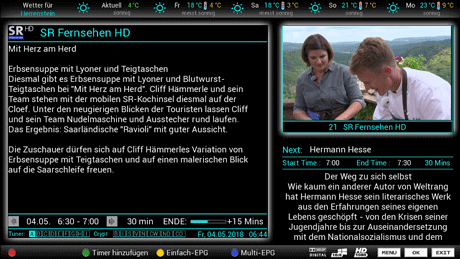 Wetter für
Herrenstein
Aktuell 4°C
sonnig
Fr 18°C 4°C
sonnig
Sa 18°C 7°C
meist sonnig
So 21°C 7°C
sonnig
Mo 23°C 9°C
meist sonnig
SR HD SR Fernsehen HD
Mit Herz am Herd
Erbsensuppe mit Lyoner und Teigtaschen
Diesmal gibt es Erbsensuppe mit Lyoner und Blutwurst-
Teigtaschen bei "Mit Herz am Herd". Cliff Hämmerle und sein
Team stehen mit der mobilen SR-Kochinsel diesmal auf der
Cloef. Unter den neugierigen Blicken der Touristen lassen Cliff
und sein Team Nudelmaschine und Ausstecher rund laufen.
Das Ergebnis: Saarländische "Ravioli" mit guter Aussicht.
Die Zuschauer dürfen sich auf Cliff Hämmerles Variation von
Erbsensuppe mit Teigtaschen und auf einen malerischen Blick
auf die Saarschleife freuen.
04.05. 6:30 - 7:00 30 min ENDE: +15 Mins
Tuner: A B C D E F G H I J Crypt: B I S V N CW ND CO Fr, 04.05.2018 06:44
21 SR Fernsehen HD
Next: Hermann Hesse
Start Time : 7:00 End Time : 7:30 30 Mins
Der Weg zu sich selbst
Wie kaum ein anderer Autor von Weltrang
hat Hermann Hesse sein literarisches Werk
aus den Erfahrungen seines eigenen
Lebens geschöpft - von den Krisen seiner
Jugendjahre bis zur Auseinandersetzung
mit dem Nationalsozialismus und dem
Timer hinzufügen Einfach-EPG Multi-EPG DOLBY DIGITAL HD MENU OK EXIT